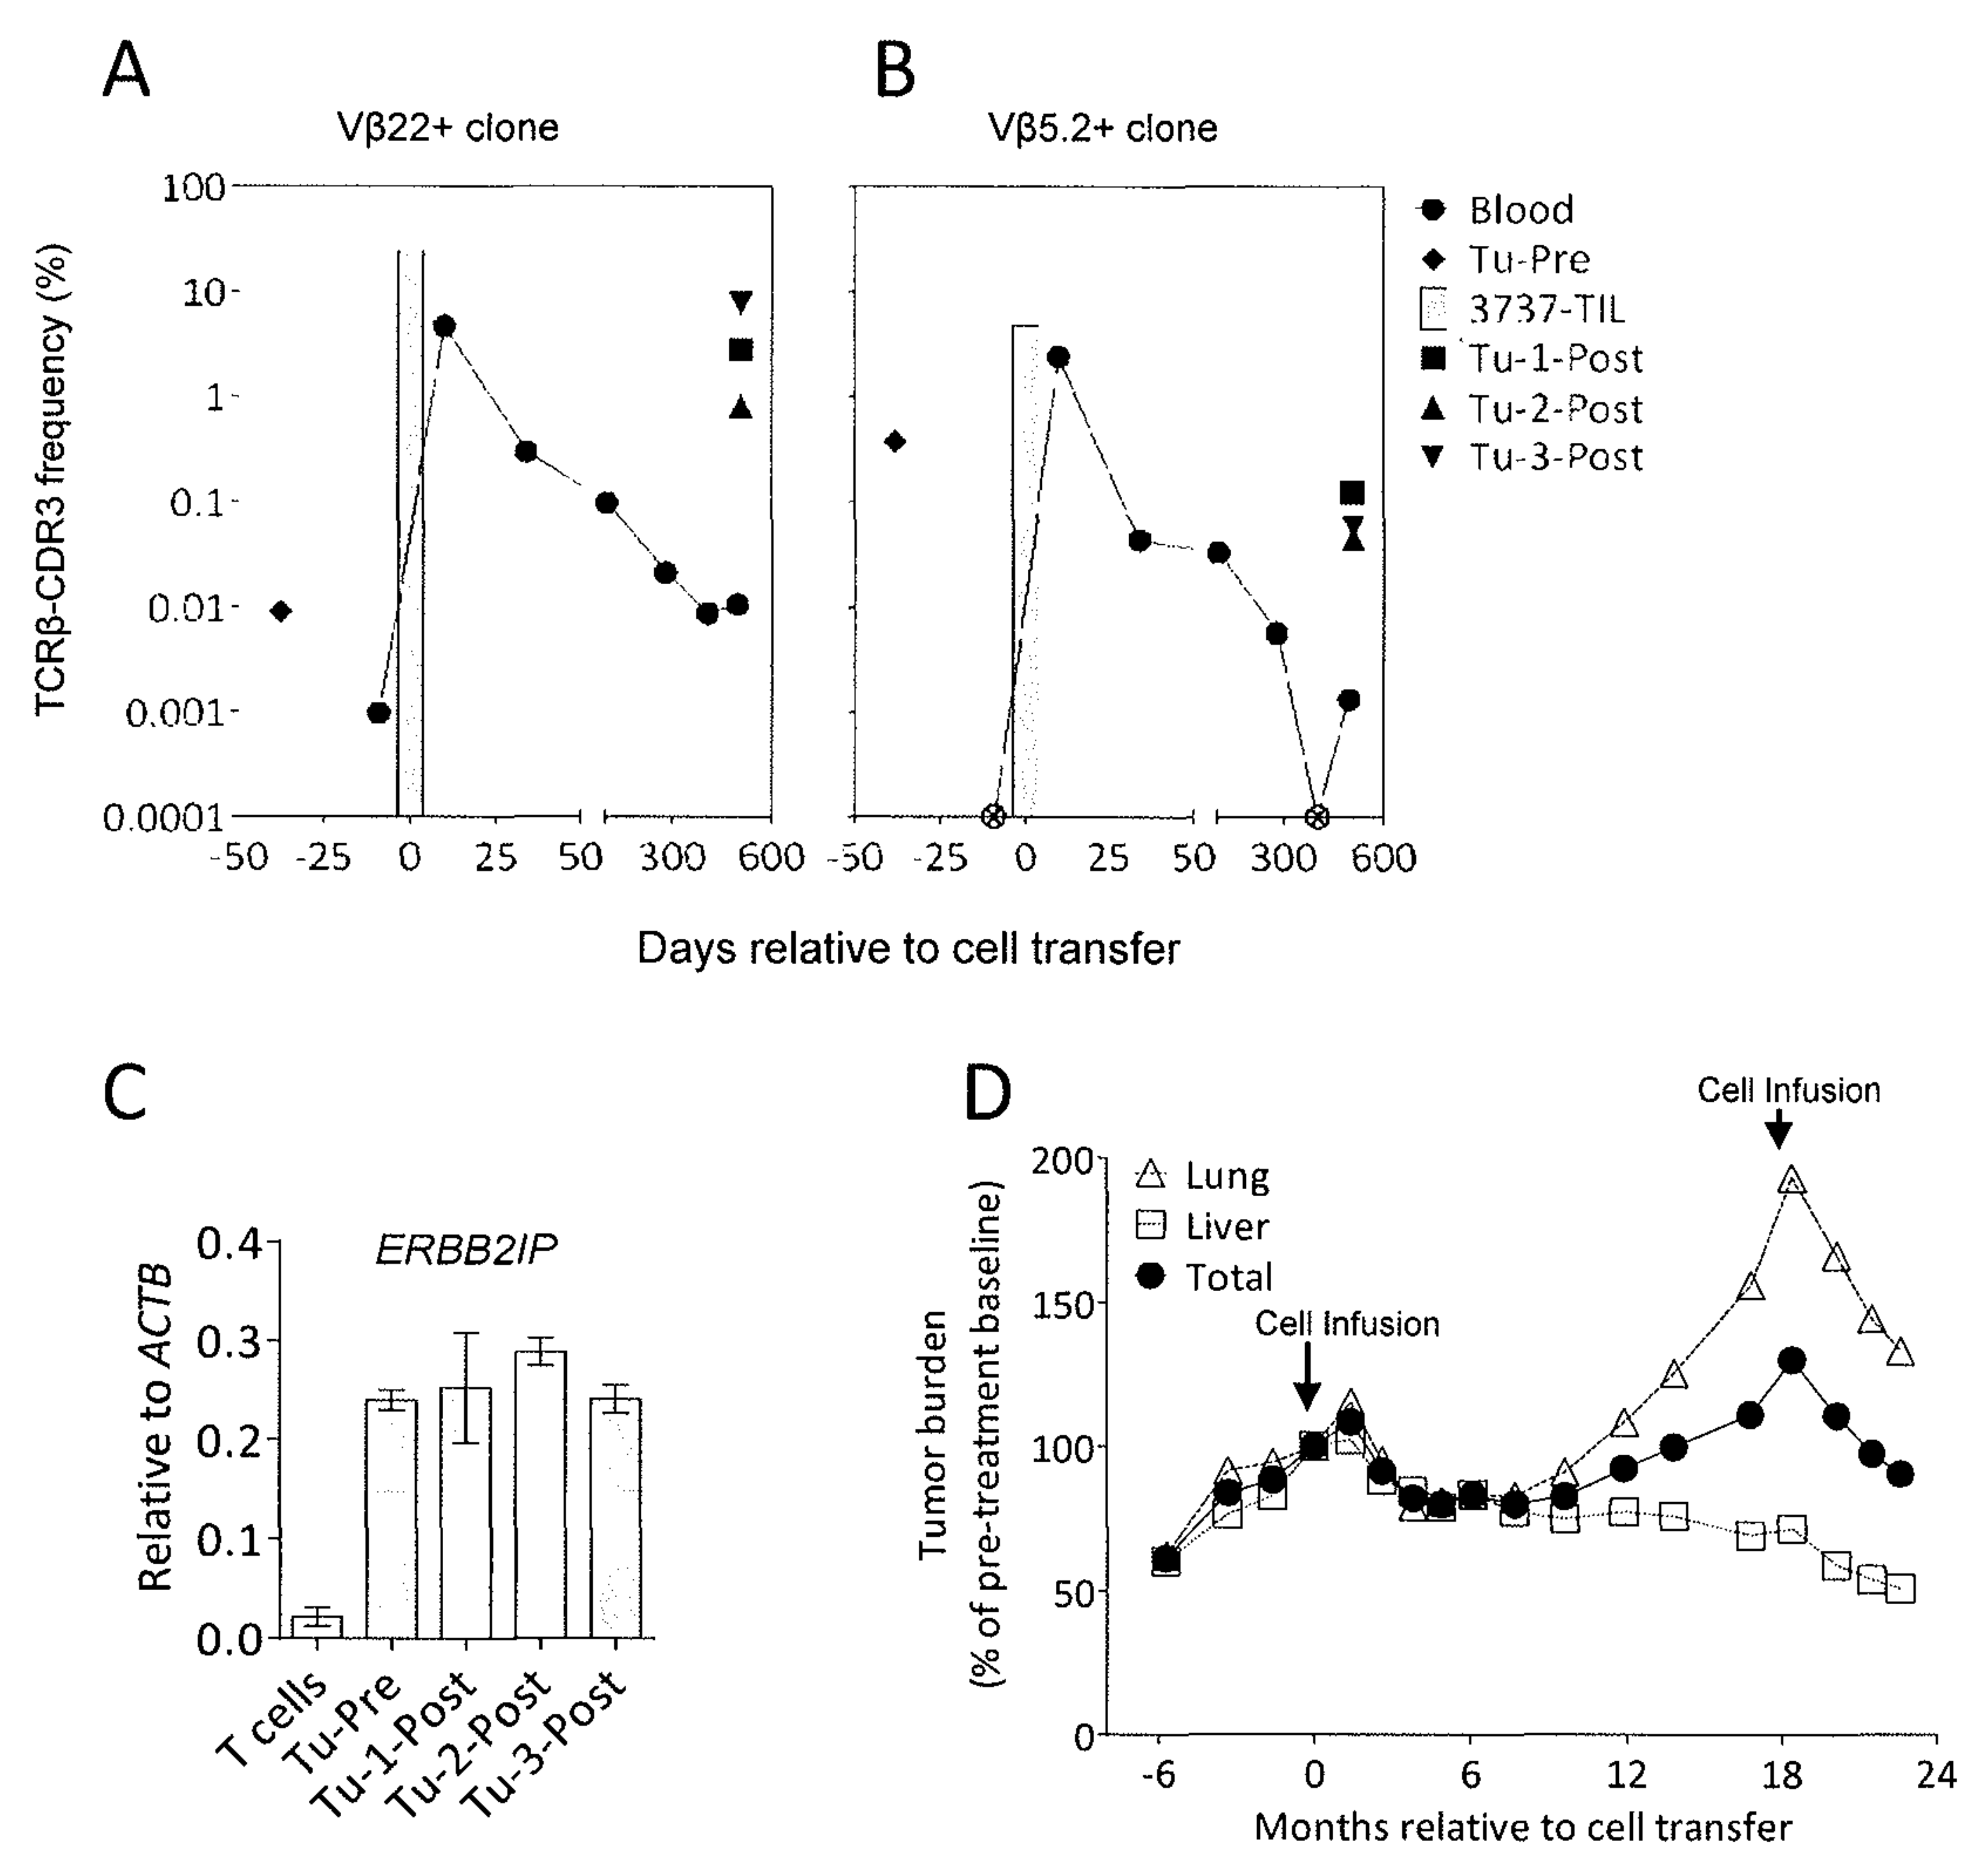 A
B
Vβ22+ clone
Vβ5.2+ clone
TCRβ-CDR3 frequency (%)
100
10
1
0.1
0.01
0.001
0.0001
-50 -25 0 25 50 300 600
-50 -25 0 25 50 300 600
Blood
Tu-Pre
3737-TIL
Tu-1-Post
Tu-2-Post
Tu-3-Post
Days relative to cell transfer
C
ERBB2IP
Relative to ACTB
0.4
0.3
0.2
0.1
0.0
T cells
Tu-Pre
Tu-1-Post
Tu-2-Post
Tu-3-Post
D
Cell Infusion
Lung
Liver
Total
Cell Infusion
Tumor burden
(% of pre-treatment baseline)
200
150
100
50
0
-6 0 6 12 18 24
Months relative to cell transfer